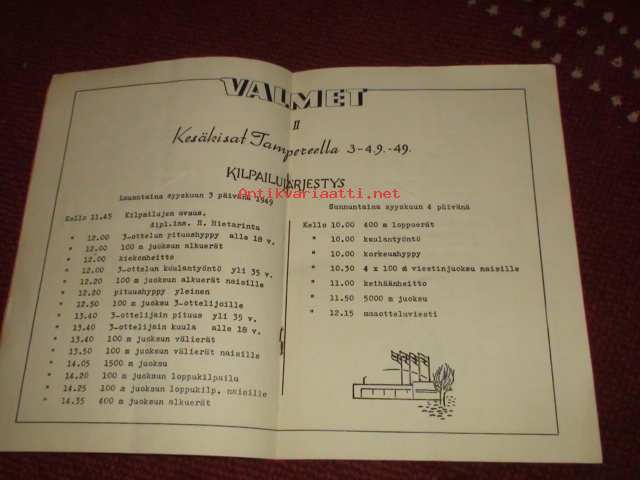 VALMET
II
Kesäkisat Tampereella 3-4.9.-49.
KILPAILUJÄRJESTYS
Antikvariaatti.net
Lauantaina syyskuun 3 päivänä 1949
Kello 11.45 Kilpailujen avaus,
dipl.ins. H. Hietarinta
" 12.00 3-ottelun pituushyppy alle 18 v.
" 12.00 100 m juoksun alkuerät
" 12.00 kiekonheitto
" 12.00 3-ottelun kuulantyöntö yli 35 v.
" 12.20 100 m juoksun alkuerät naisille
" 12.20 pituushyppy yleinen
" 12.50 100 m juoksu 3-ottelijoille
" 13.40 3-ottelijain pituus yli 35 v.
" 13.40 3-ottelijain kuula alle 18 v.
" 13.40 100 m juoksun välierät
" 13.50 100 m juoksun välierät naisille
" 14.05 1500 m juoksu
" 14.20 100 m juoksun loppukilpailu
" 14.25 100 m juoksun loppukilp. naisille
" 14.35 400 m juoksun alkuerät
Sunnuntaina syyskuun 4 päivänä
Kello 10.00 400 m loppuerät
" 10.00 kuulantyöntö
" 10.00 korkeushyppy
" 10.30 4 x 100 m viestinjuoksu naisille
" 11.00 keihäänheitto
" 11.50 5000 m juoksu
" 12.15 maaotteluviesti